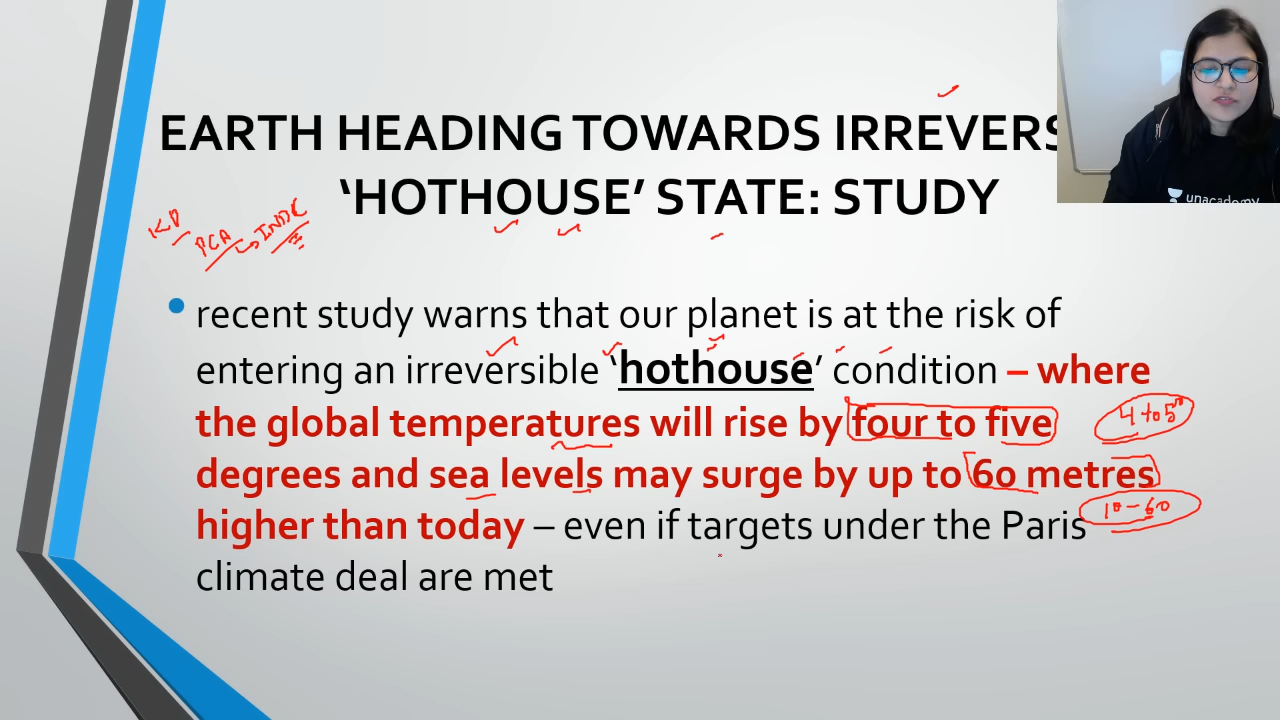 EARTH HEADING TOWARDS IRREVERS
‘HOTHOUSE’ STATE: STUDY
unacademy
KP
PCA → INDC
• recent study warns that our planet is at the risk of
entering an irreversible ‘hothouse’ condition – where
the global temperatures will rise by four to five
4 to 5°
degrees and sea levels may surge by up to 60 metres
10 - 60
higher than today – even if targets under the Paris
climate deal are met